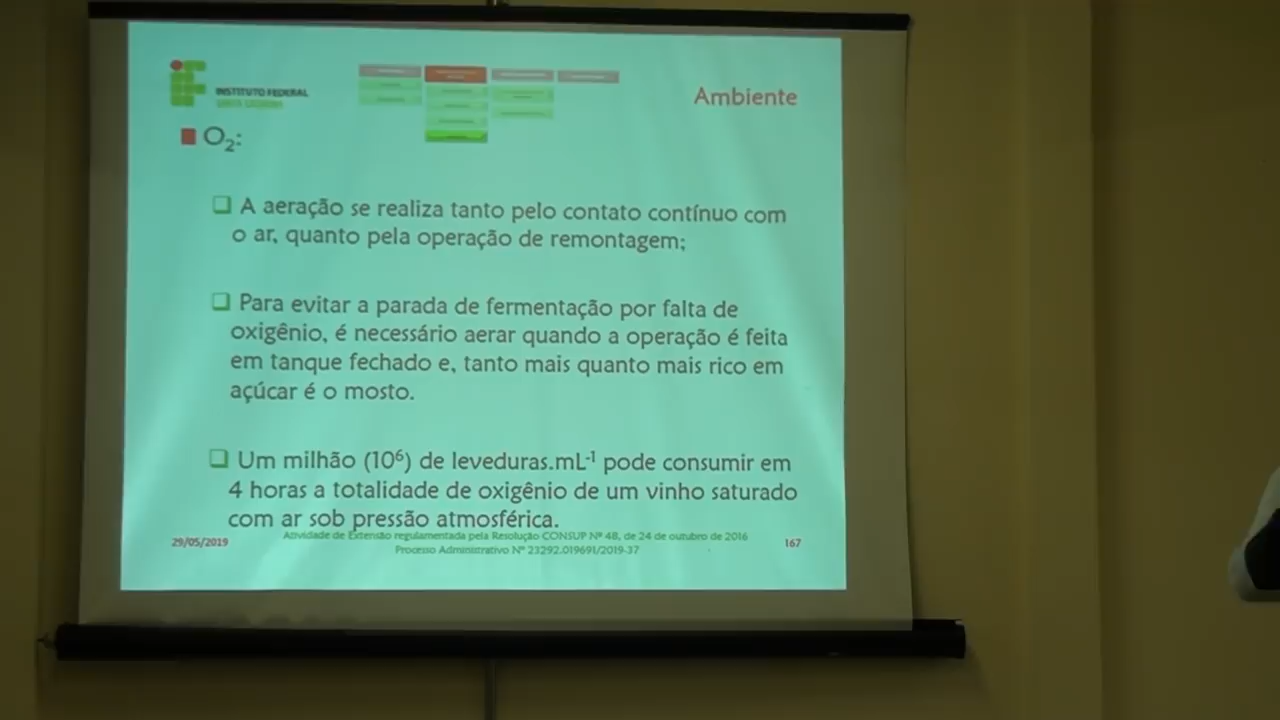 INSTITUTO FEDERAL
Ambiente
O₂:
A aeração se realiza tanto pelo contato contínuo com
o ar, quanto pela operação de remontagem;
Para evitar a parada de fermentação por falta de
oxigênio, é necessário aerar quando a operação é feita
em tanque fechado e, tanto mais quanto mais rico em
açúcar é o mosto.
Um milhão (10⁶) de leveduras.mL⁻¹ pode consumir em
4 horas a totalidade de oxigênio de um vinho saturado
com ar sob pressão atmosférica.
29/05/2019
Atividade de Extensão regulamentada pela Resolução CONSUP Nº 48, de 24 de outubro de 2016
Processo Administrativo Nº 23292.019691/2019-37
167